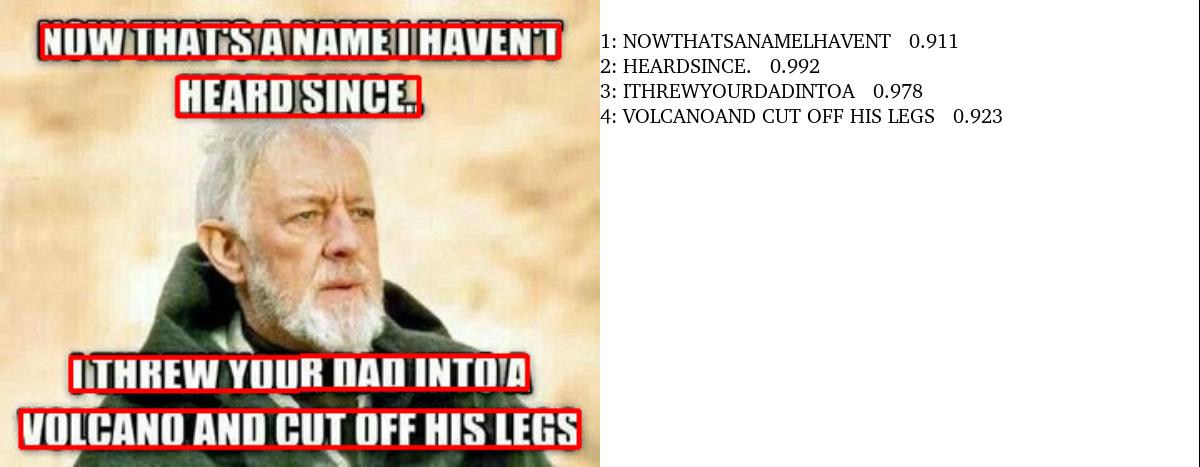 NOW THAT'S A NAME I HAVEN'T
HEARD SINCE..
I THREW YOUR DAD INTO A
VOLCANO AND CUT OFF HIS LEGS
1: NOWTHATSANAMELHAVENT 0.911
2: HEARDSINCE. 0.992
3: ITHREWYOURDADINTOA 0.978
4: VOLCANOAND CUT OFF HIS LEGS 0.923